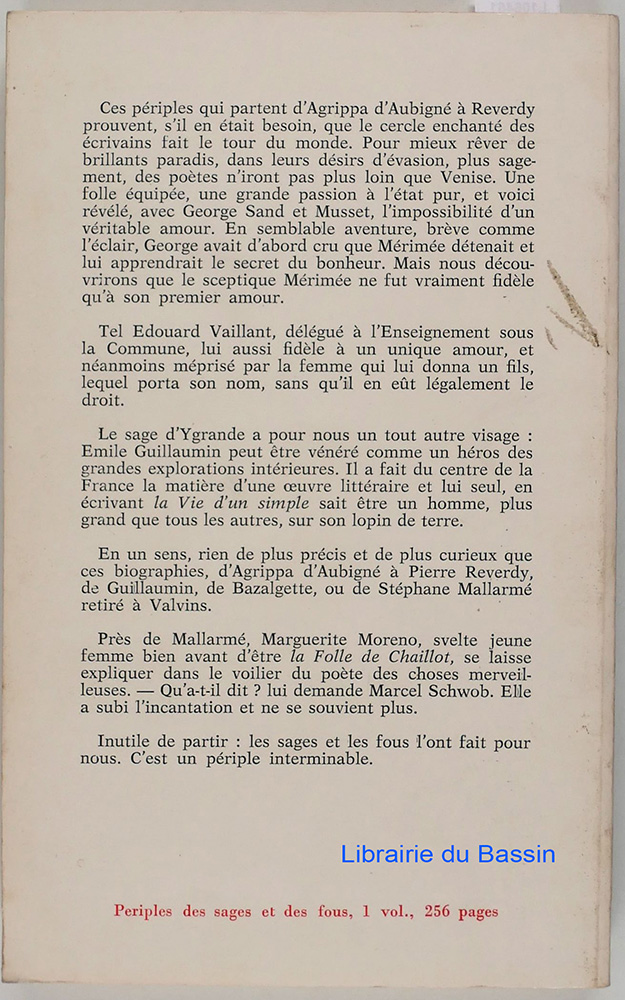 Ces périples qui partent d'Agrippa d'Aubigné à Reverdy
prouvent, s'il en était besoin, que le cercle enchanté des
écrivains fait le tour du monde. Pour mieux rêver de
brillants paradis, dans leurs désirs d'évasion, plus sage-
ment, des poètes n'iront pas plus loin que Venise. Une
folle équipée, une grande passion à l'état pur, et voici
révélé, avec George Sand et Musset, l'impossibilité d'un
véritable amour. En semblable aventure, brève comme
l'éclair, George avait d'abord cru que Mérimée détenait et
lui apprendrait le secret du bonheur. Mais nous décou-
vrirons que le sceptique Mérimée ne fut vraiment fidèle
qu'à son premier amour.
Tel Edouard Vaillant, délégué à l'Enseignement sous
la Commune, lui aussi fidèle à un unique amour, et
néanmoins méprisé par la femme qui lui donna un fils,
lequel porta son nom, sans qu'il en eût légalement le
droit.
Le sage d'Ygrande a pour nous un tout autre visage :
Emile Guillaumin peut être vénéré comme un héros des
grandes explorations intérieures. Il a fait du centre de la
France la matière d'une œuvre littéraire et lui seul, en
écrivant la Vie d'un simple sait être un homme, plus
grand que tous les autres, sur son lopin de terre.
En un sens, rien de plus précis et de plus curieux que
ces biographies, d'Agrippa d'Aubigné à Pierre Reverdy,
de Guillaumin, de Bazalgette, ou de Stéphane Mallarmé
retiré à Valvins.
Près de Mallarmé, Marguerite Moreno, svelte jeune
femme bien avant d'être la Folle de Chaillot, se laisse
expliquer dans le voilier du poète des choses merveil-
leuses. — Qu'a-t-il dit ? lui demande Marcel Schwob. Elle
a subi l'incantation et ne se souvient plus.
Inutile de partir : les sages et les fous l'ont fait pour
nous. C'est un périple interminable.
Librairie du Bassin
Periples des sages et des fous, 1 vol., 256 pages